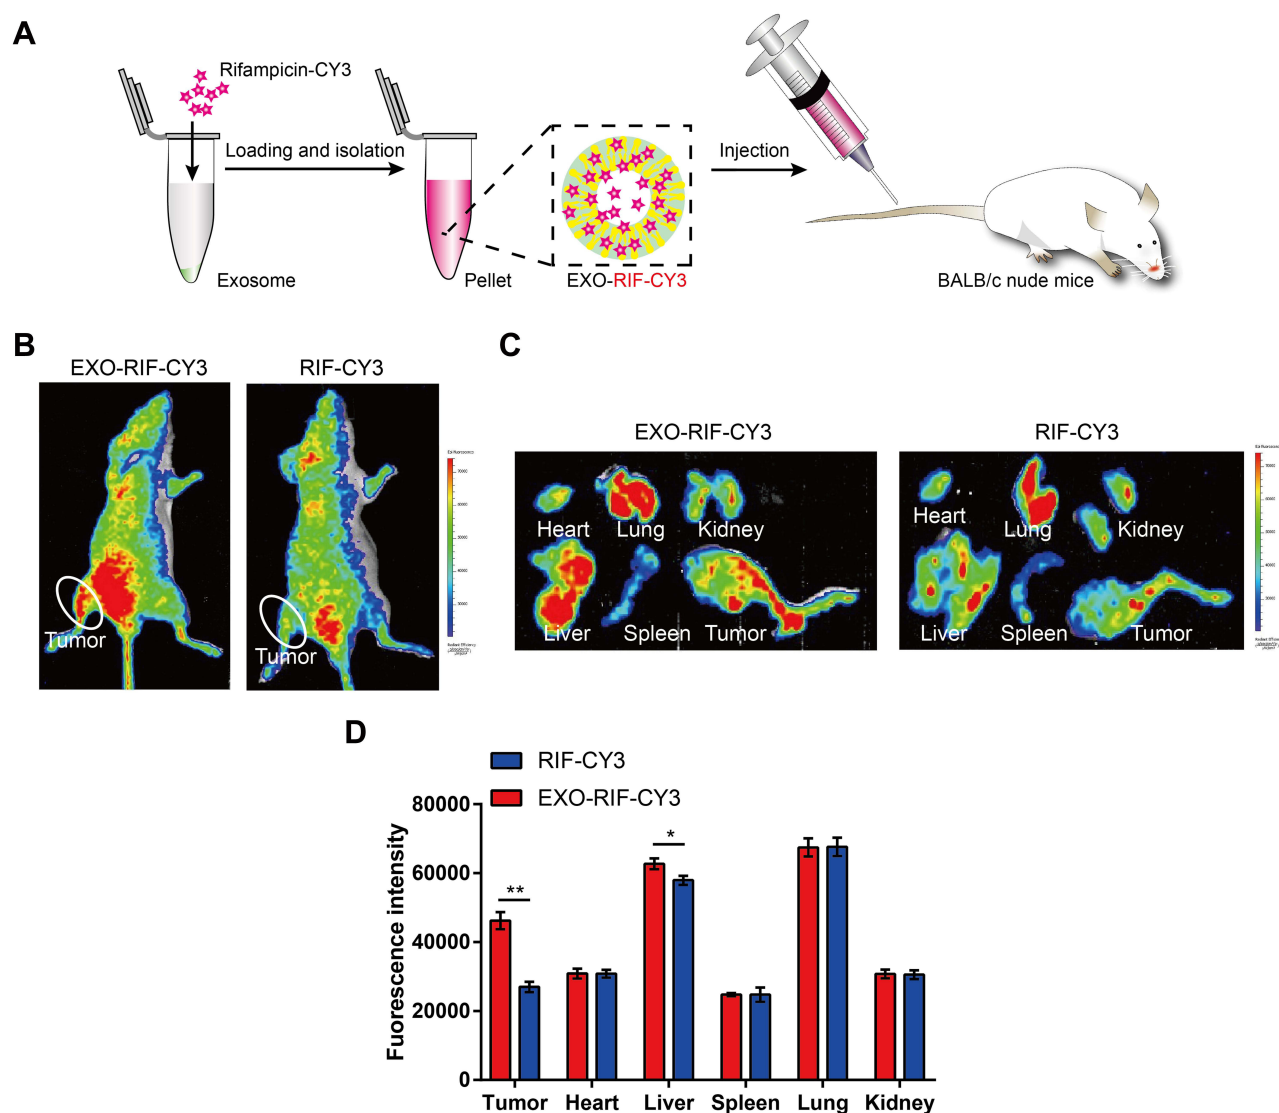 A
Rifampicin-CY3
Loading and isolation
Injection
Exosome
Pellet
EXO-RIF-CY3
BALB/c nude mice
B
EXO-RIF-CY3
RIF-CY3
Tumor
Tumor
C
EXO-RIF-CY3
RIF-CY3
Heart
Lung
Kidney
Liver
Spleen
Tumor
Heart
Lung
Kidney
Liver
Spleen
Tumor
D
RIF-CY3
EXO-RIF-CY3
Fuorescence intensity
80000
60000
40000
20000
0
**
*
Tumor Heart Liver Spleen Lung Kidney